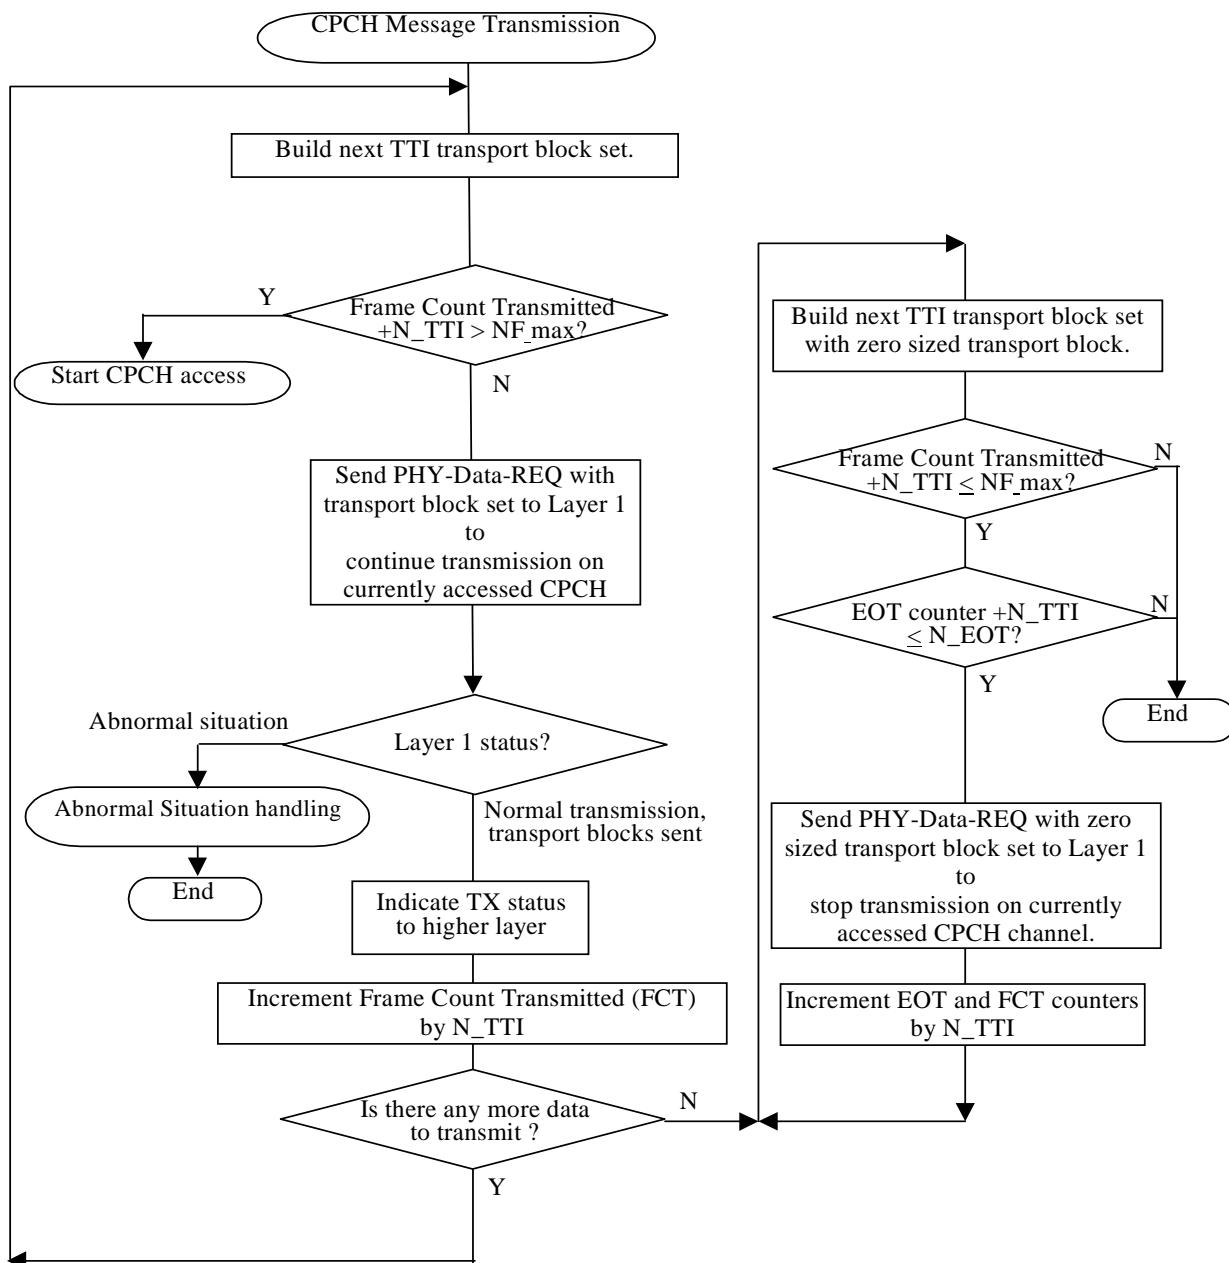 CPCH Message Transmission
Build next TTI transport block set.
Y
Frame Count Transmitted
+N_TTI > NF_max?
Start CPCH access
N
Send PHY-Data-REQ with
transport block set to Layer 1
to
continue transmission on
currently accessed CPCH
Abnormal situation
Layer 1 status?
Abnormal Situation handling
Normal transmission,
transport blocks sent
End
Indicate TX status
to higher layer
Increment Frame Count Transmitted (FCT)
by N_TTI
Is there any more data
to transmit ?
N
Y
Build next TTI transport block set
with zero sized transport block.
Frame Count Transmitted
+N_TTI ≤ NF_max?
N
Y
EOT counter +N_TTI
≤ N_EOT?
N
Y
End
Send PHY-Data-REQ with zero
sized transport block set to Layer 1
to
stop transmission on currently
accessed CPCH channel.
Increment EOT and FCT counters
by N_TTI